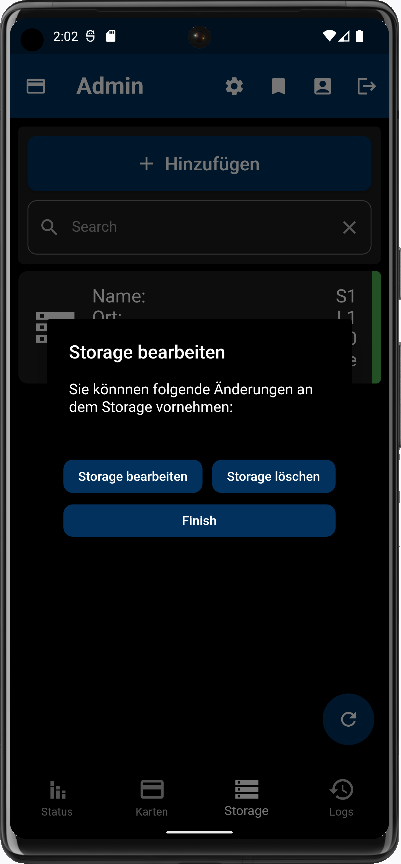 2:02
Admin
+ Hinzufügen
Search
Name: S1
Ort: L1
Storage bearbeiten
Sie könnnen folgende Änderungen an
dem Storage vornehmen:
Storage bearbeiten Storage löschen
Finish
Status Karten Storage Logs